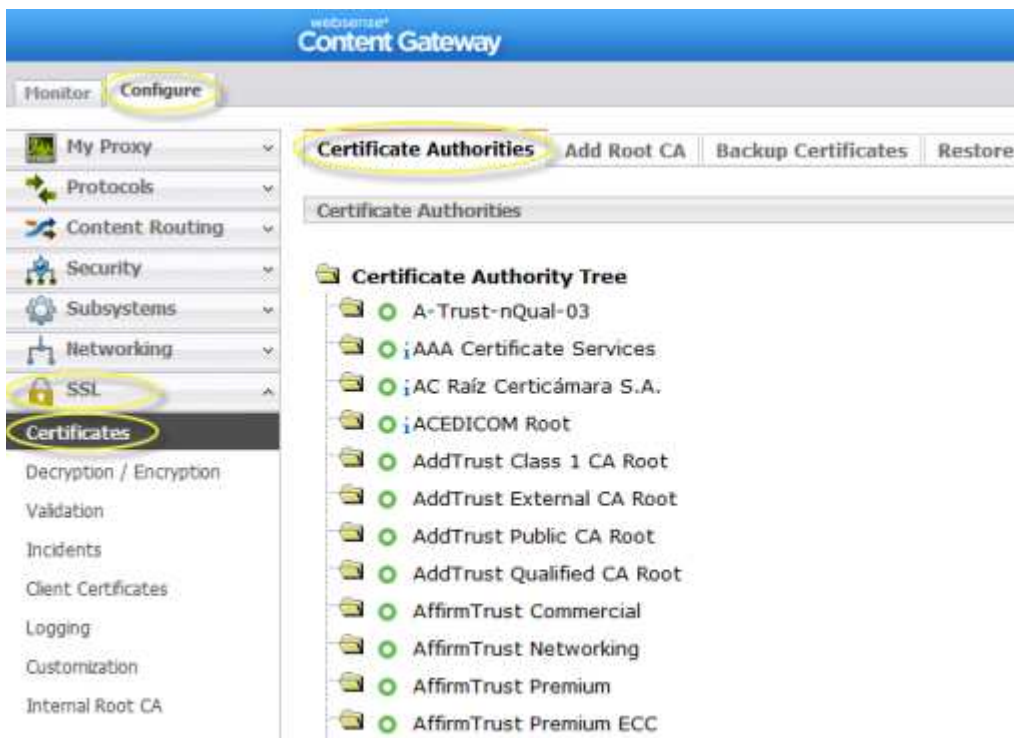 websense®
Content Gateway
Monitor Configure
My Proxy
Protocols
Content Routing
Security
Subsystems
Networking
SSL
Certificates
Decryption / Encryption
Validation
Incidents
Client Certificates
Logging
Customization
Internal Root CA
Certificate Authorities Add Root CA Backup Certificates Restore
Certificate Authorities
Certificate Authority Tree
A-Trust-nQual-03
i AAA Certificate Services
i AC Raíz Certicámara S.A.
i ACEDICOM Root
AddTrust Class 1 CA Root
AddTrust External CA Root
AddTrust Public CA Root
AddTrust Qualified CA Root
AffirmTrust Commercial
AffirmTrust Networking
AffirmTrust Premium
AffirmTrust Premium ECC